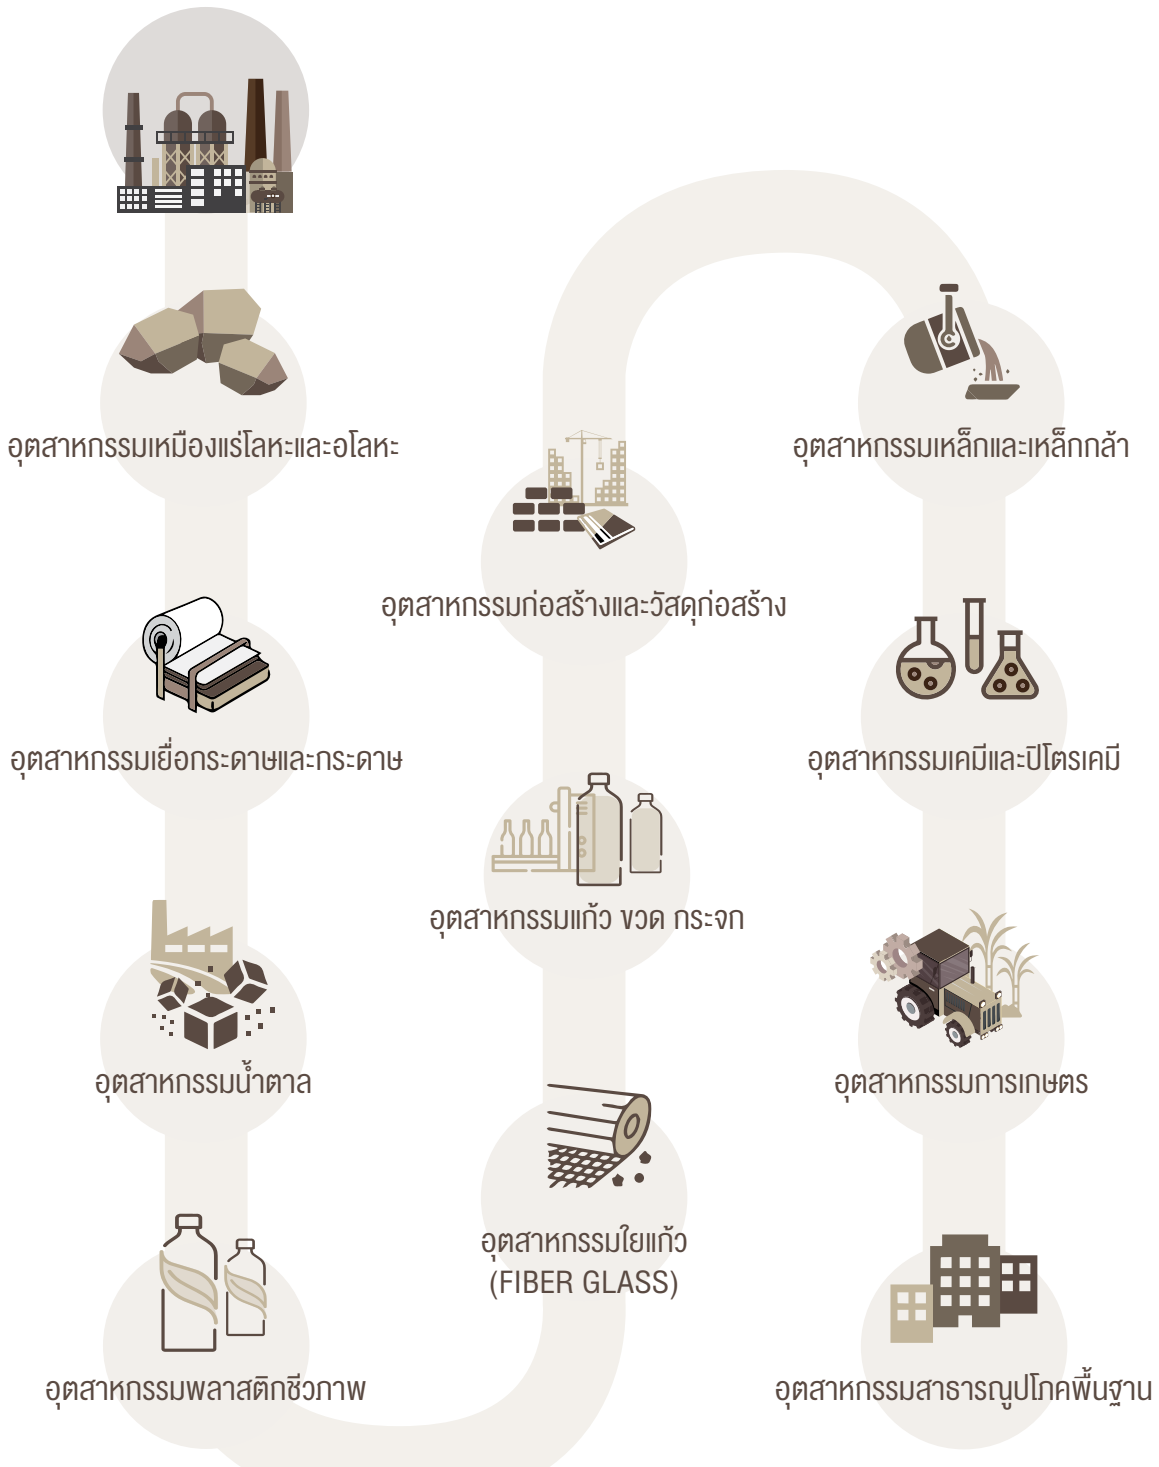 อุตสาหกรรมเหมืองแร่โลหะและอโลหะ
อุตสาหกรรมเยื่อกระดาษและกระดาษ
อุตสาหกรรมน้ำตาล
อุตสาหกรรมพลาสติกชีวภาพ
อุตสาหกรรมใยแก้ว
(FIBER GLASS)
อุตสาหกรรมแก้ว ขวด กระจก
อุตสาหกรรมก่อสร้างและวัสดุก่อสร้าง
อุตสาหกรรมเหล็กและเหล็กกล้า
อุตสาหกรรมเคมีและปิโตรเคมี
อุตสาหกรรมการเกษตร
อุตสาหกรรมสาธารณูปโภคพื้นฐาน